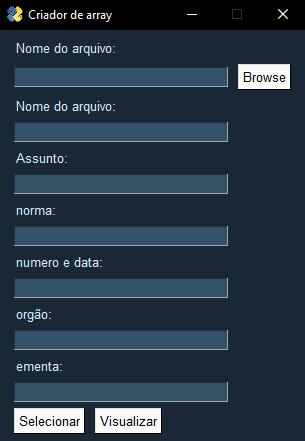 Criador de array
Nome do arquivo:
Browse
Nome do arquivo:
Assunto:
norma:
numero e data:
orgão:
ementa:
Selecionar Visualizar